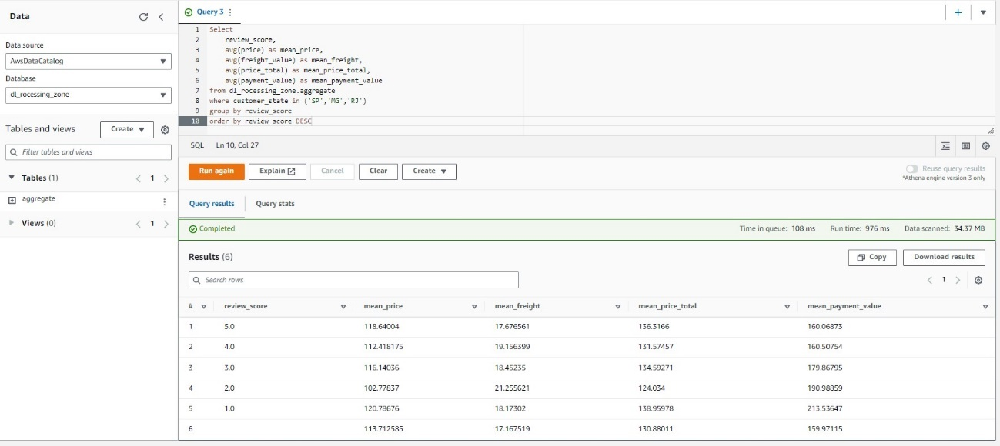 Data
Data source
AwsDataCatalog
Database
dl_rocessing_zone
Tables and views
Create
Filter tables and views
Tables (1)
1
aggregate
Views (0)
1
Query 3
1 Select
2 review_score,
3 avg(price) as mean_price,
4 avg(freight_value) as mean_freight,
5 avg(price_total) as mean_price_total,
6 avg(payment_value) as mean_payment_value
7 from dl_rocessing_zone.aggregate
8 where customer_state in ('SP','MG','RJ')
9 group by review_score
10 order by review_score DESC
SQL Ln 10, Col 27
Run again Explain Cancel Clear Create
Reuse query results
*Athena engine version 3 only
Query results Query stats
Completed Time in queue: 108 ms Run time: 976 ms Data scanned: 34.37 MB
Results (6) Copy Download results
Search rows 1
# review_score mean_price mean_freight mean_price_total mean_payment_value
1 5.0 118.64004 17.676561 136.3166 160.06873
2 4.0 112.418175 19.156399 131.57457 160.50754
3 3.0 116.14036 18.45235 134.59271 179.86795
4 2.0 102.77837 21.255621 124.034 190.98859
5 1.0 120.78676 18.17302 138.95978 213.53647
6 113.712585 17.167519 130.88011 159.97115